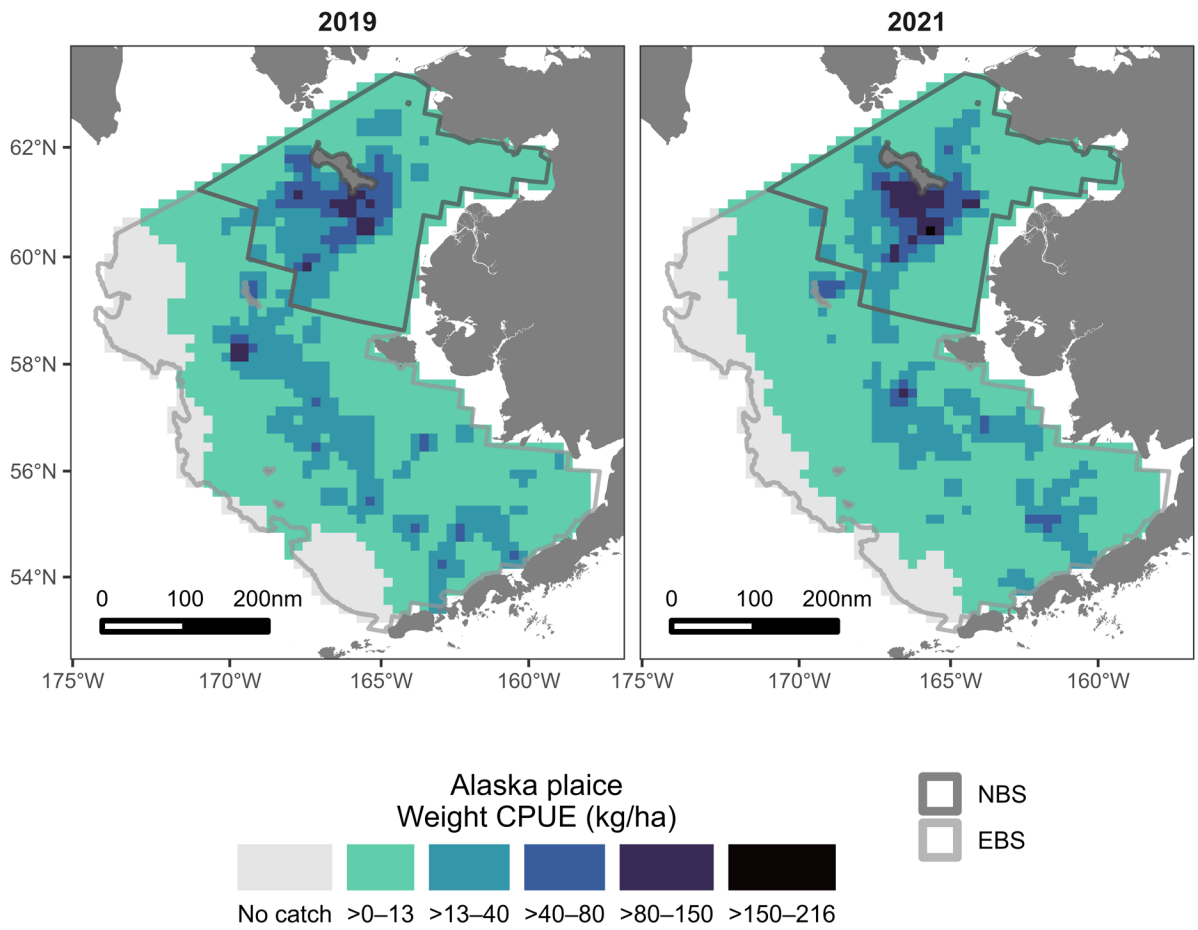 2019
2021
62°N
60°N
58°N
56°N
54°N
0 100 200nm
0 100 200nm
175°W 170°W 165°W 160°W
175°W 170°W 165°W 160°W
Alaska plaice
Weight CPUE (kg/ha)
No catch >0–13 >13–40 >40–80 >80–150 >150–216
NBS
EBS